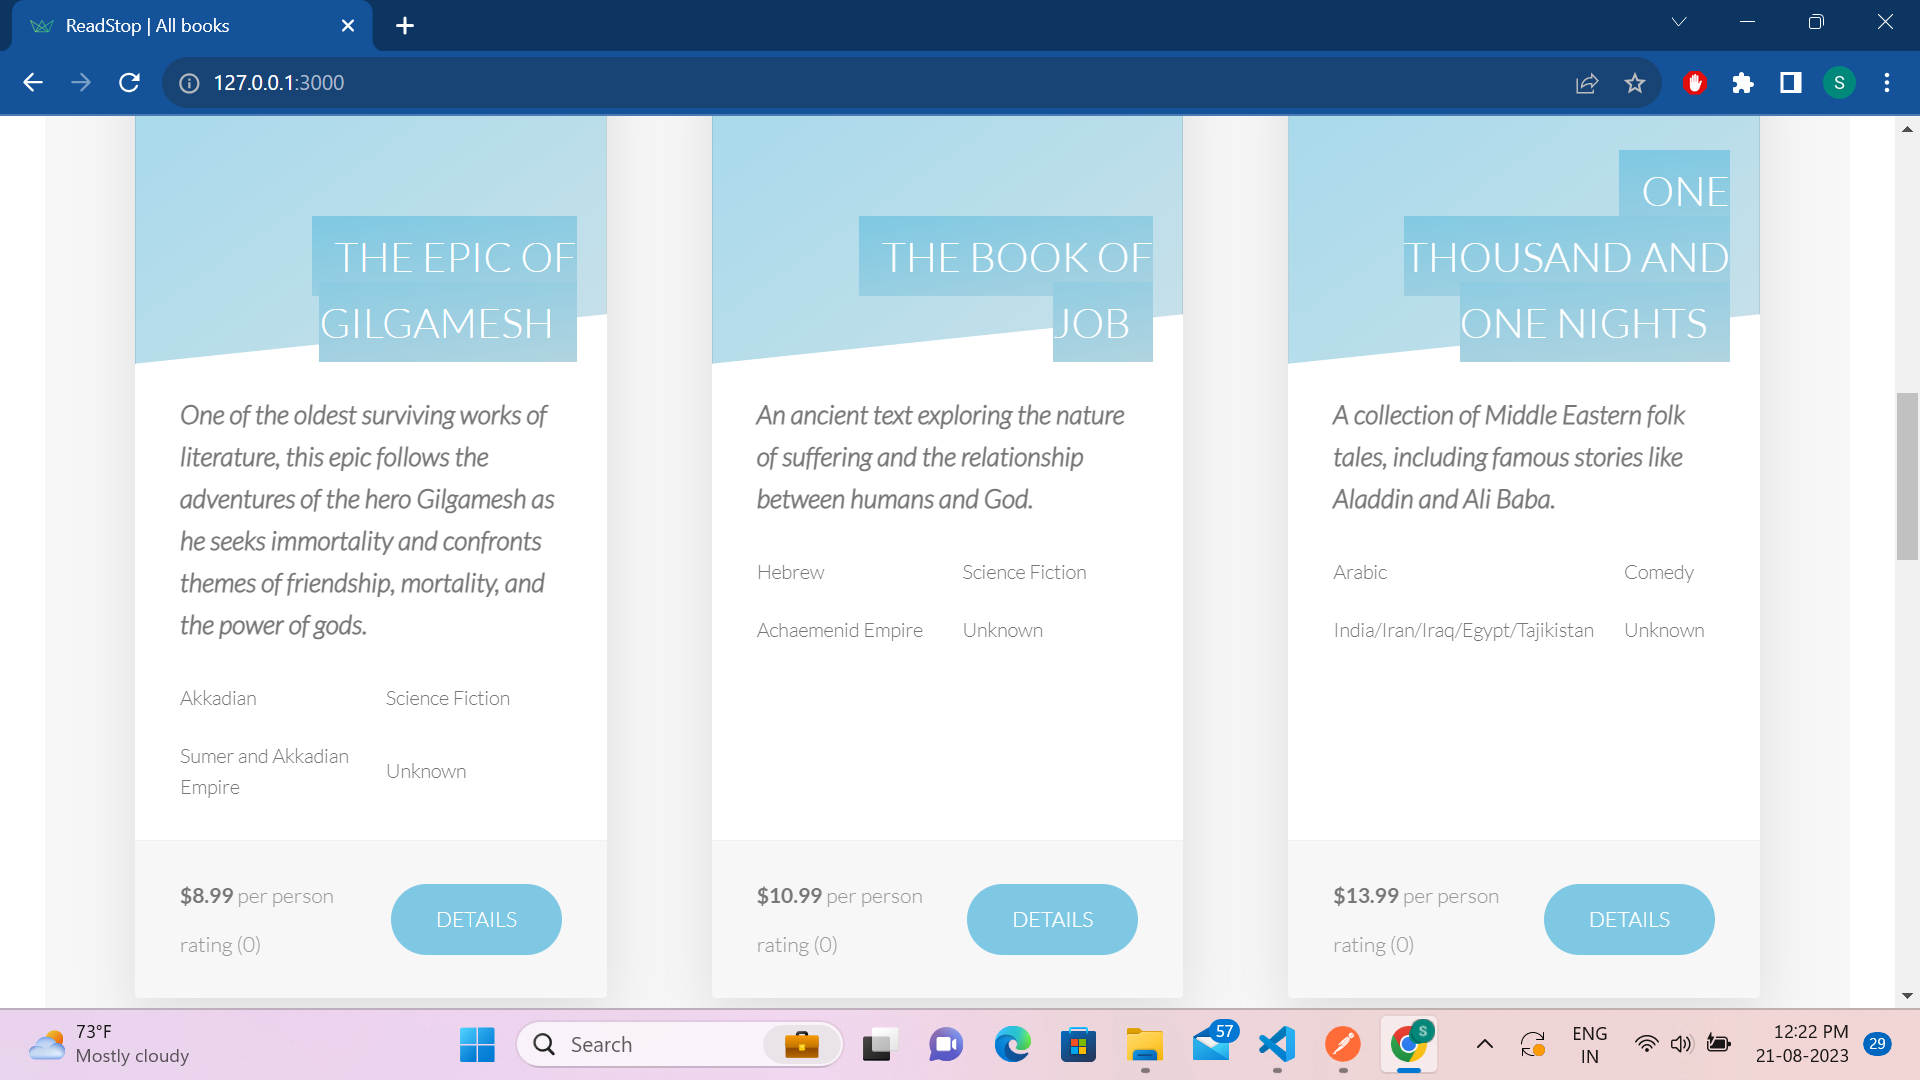 ReadStop | All books
127.0.0.1:3000
S
THE EPIC OF
GILGAMESH
One of the oldest surviving works of
literature, this epic follows the
adventures of the hero Gilgamesh as
he seeks immortality and confronts
themes of friendship, mortality, and
the power of gods.
Akkadian
Science Fiction
Sumer and Akkadian
Empire
Unknown
$8.99 per person
rating (0)
DETAILS
THE BOOK OF
JOB
An ancient text exploring the nature
of suffering and the relationship
between humans and God.
Hebrew
Science Fiction
Achaemenid Empire
Unknown
$10.99 per person
rating (0)
DETAILS
ONE
THOUSAND AND
ONE NIGHTS
A collection of Middle Eastern folk
tales, including famous stories like
Aladdin and Ali Baba.
Arabic
Comedy
India/Iran/Iraq/Egypt/Tajikistan
Unknown
$13.99 per person
rating (0)
DETAILS
73°F
Mostly cloudy
Search
57
S
ENG
IN
12:22 PM
21-08-2023
29